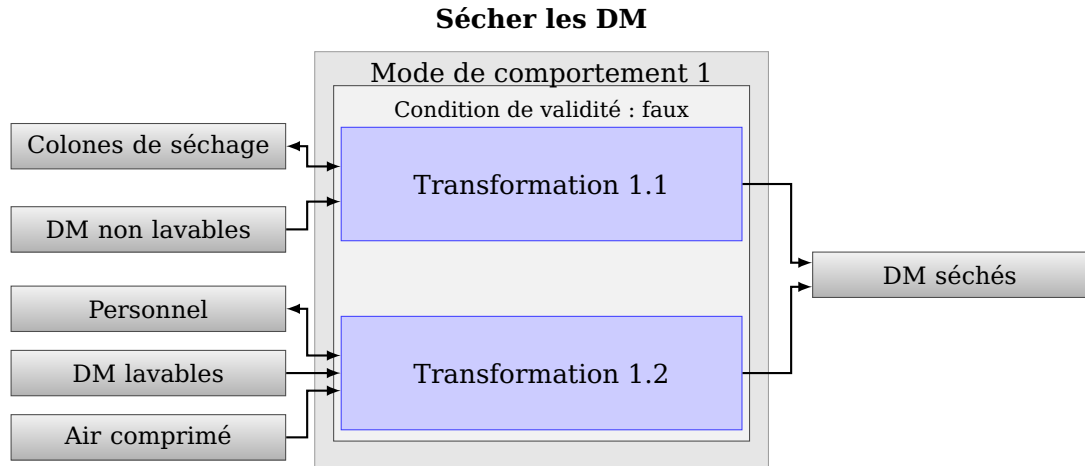 Sécher les DM
Mode de comportement 1
Condition de validité : faux
Colones de séchage
Transformation 1.1
DM non lavables
DM séchés
Personnel
DM lavables
Transformation 1.2
Air comprimé